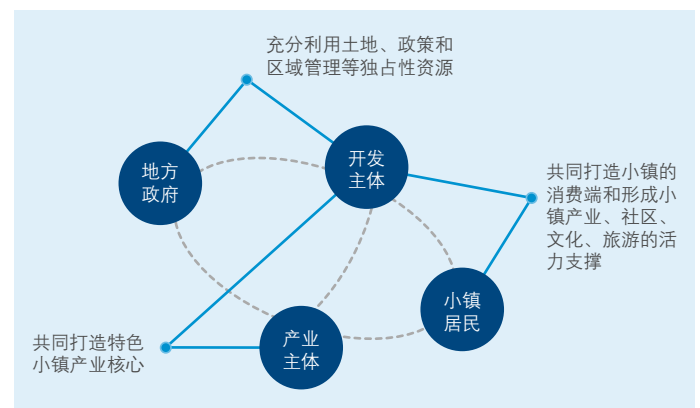 充分利用土地、政策和
区域管理等独占性资源
地方
政府
开发
主体
共同打造小镇的
消费端和形成小
镇产业、社区、
文化、旅游的活
力支撑
小镇
居民
产业
主体
共同打造特色
小镇产业核心